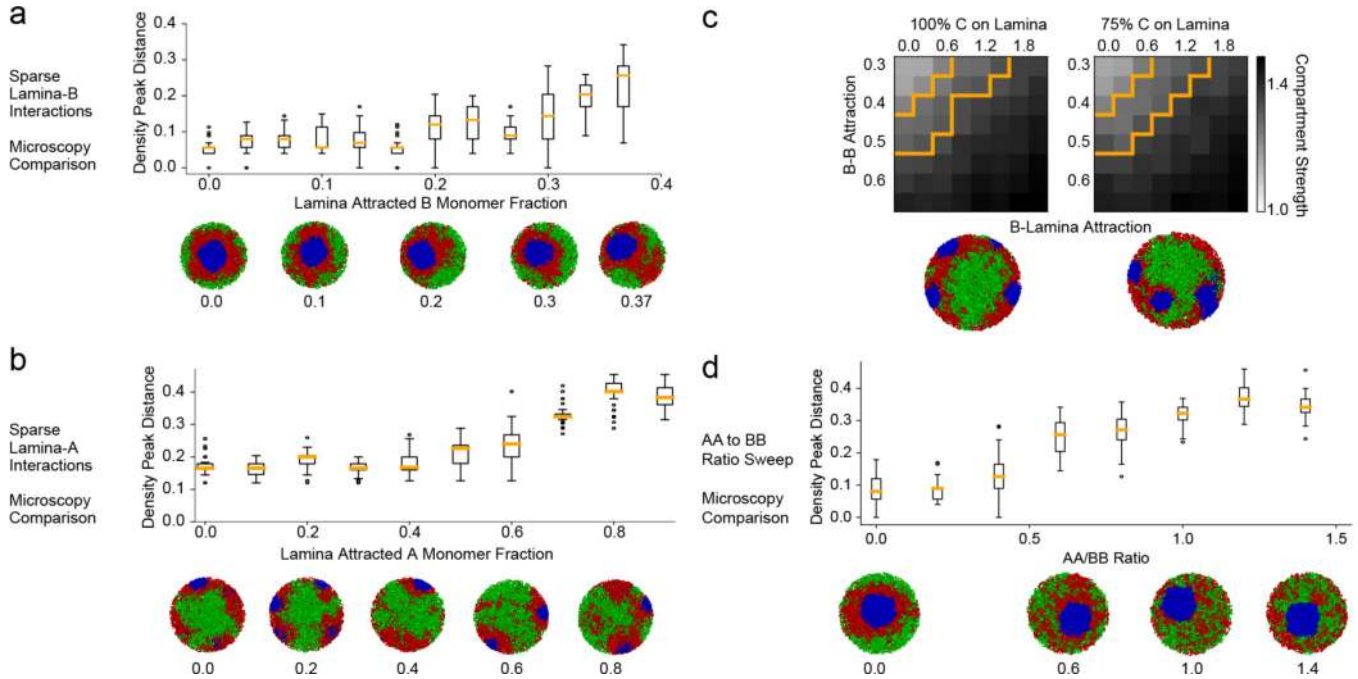 a
Sparse
Lamina-B
Interactions
Microscopy
Comparison
Density Peak Distance
0.4
0.3
0.2
0.1
0.0
0.0 0.1 0.2 0.3 0.4
Lamina Attracted B Monomer Fraction
0.0 0.1 0.2 0.3 0.37
b
Sparse
Lamina-A
Interactions
Microscopy
Comparison
Density Peak Distance
0.4
0.3
0.2
0.1
0.0
0.0 0.2 0.4 0.6 0.8
Lamina Attracted A Monomer Fraction
0.0 0.2 0.4 0.6 0.8
c
100% C on Lamina 75% C on Lamina
0.0 0.6 1.2 1.8 0.0 0.6 1.2 1.8
B-B Attraction
0.3
0.4
0.5
0.6
1.4
1.0
Compartment Strength
B-Lamina Attraction
d
AA to BB
Ratio Sweep
Microscopy
Comparison
Density Peak Distance
0.4
0.3
0.2
0.1
0.0
0.0 0.5 1.0 1.5
AA/BB Ratio
0.0 0.6 1.0 1.4